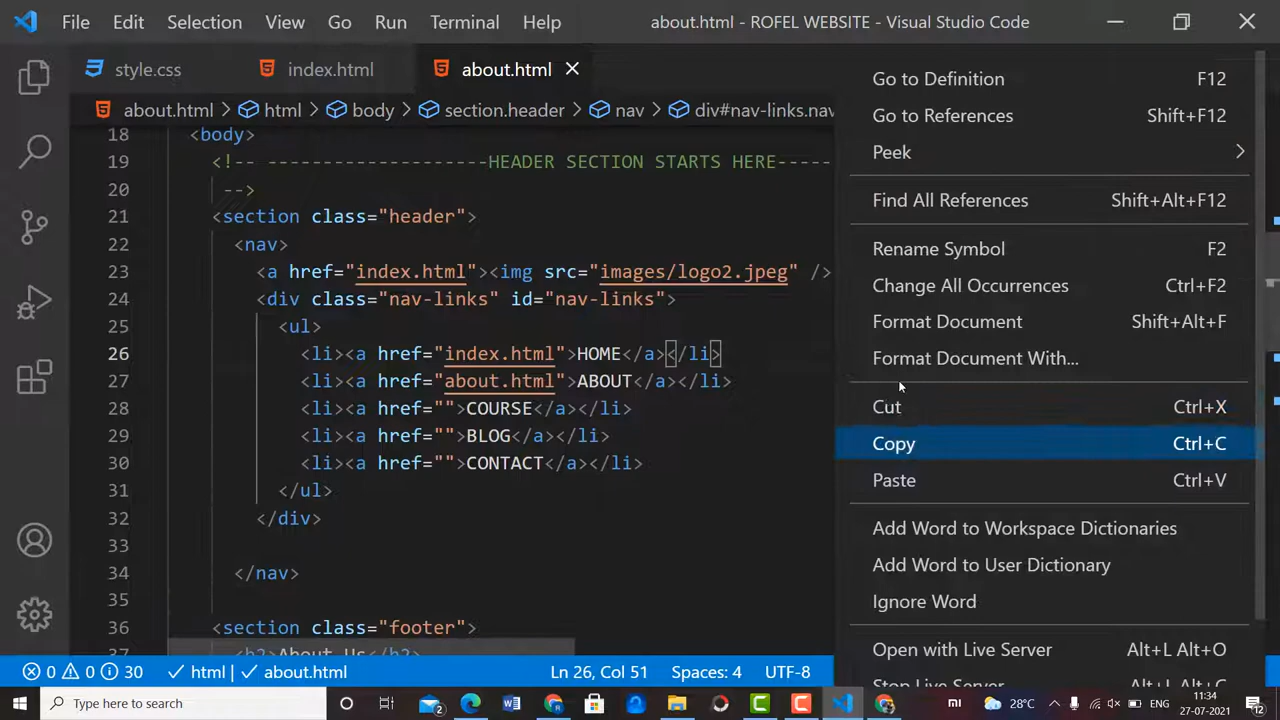 File Edit Selection View Go Run Terminal Help about.html - ROFEL WEBSITE - Visual Studio Code
style.css index.html about.html
about.html > html > body > section.header > nav > div#nav-links.nav
18 <body>
19 <!-- --------------------HEADER SECTION STARTS HERE-----
20 -->
21 <section class="header">
22 <nav>
23 <a href="index.html"><img src="images/logo2.jpeg" />
24 <div class="nav-links" id="nav-links">
25 <ul>
26 <li><a href="index.html">HOME</a></li>
27 <li><a href="about.html">ABOUT</a></li>
28 <li><a href="">COURSE</a></li>
29 <li><a href="">BLOG</a></li>
30 <li><a href="">CONTACT</a></li>
31 </ul>
32 </div>
33
34 </nav>
35
36 <section class="footer">
37 <h2>About Us</h2>
Go to Definition F12
Go to References Shift+F12
Peek
Find All References Shift+Alt+F12
Rename Symbol F2
Change All Occurrences Ctrl+F2
Format Document Shift+Alt+F
Format Document With...
Cut Ctrl+X
Copy Ctrl+C
Paste Ctrl+V
Add Word to Workspace Dictionaries
Add Word to User Dictionary
Ignore Word
Open with Live Server Alt+L Alt+O
Stop Live Server
0 0 30 html about.html Ln 26, Col 51 Spaces: 4 UTF-8
Type here to search
2
28°C
11:34
27-07-2021